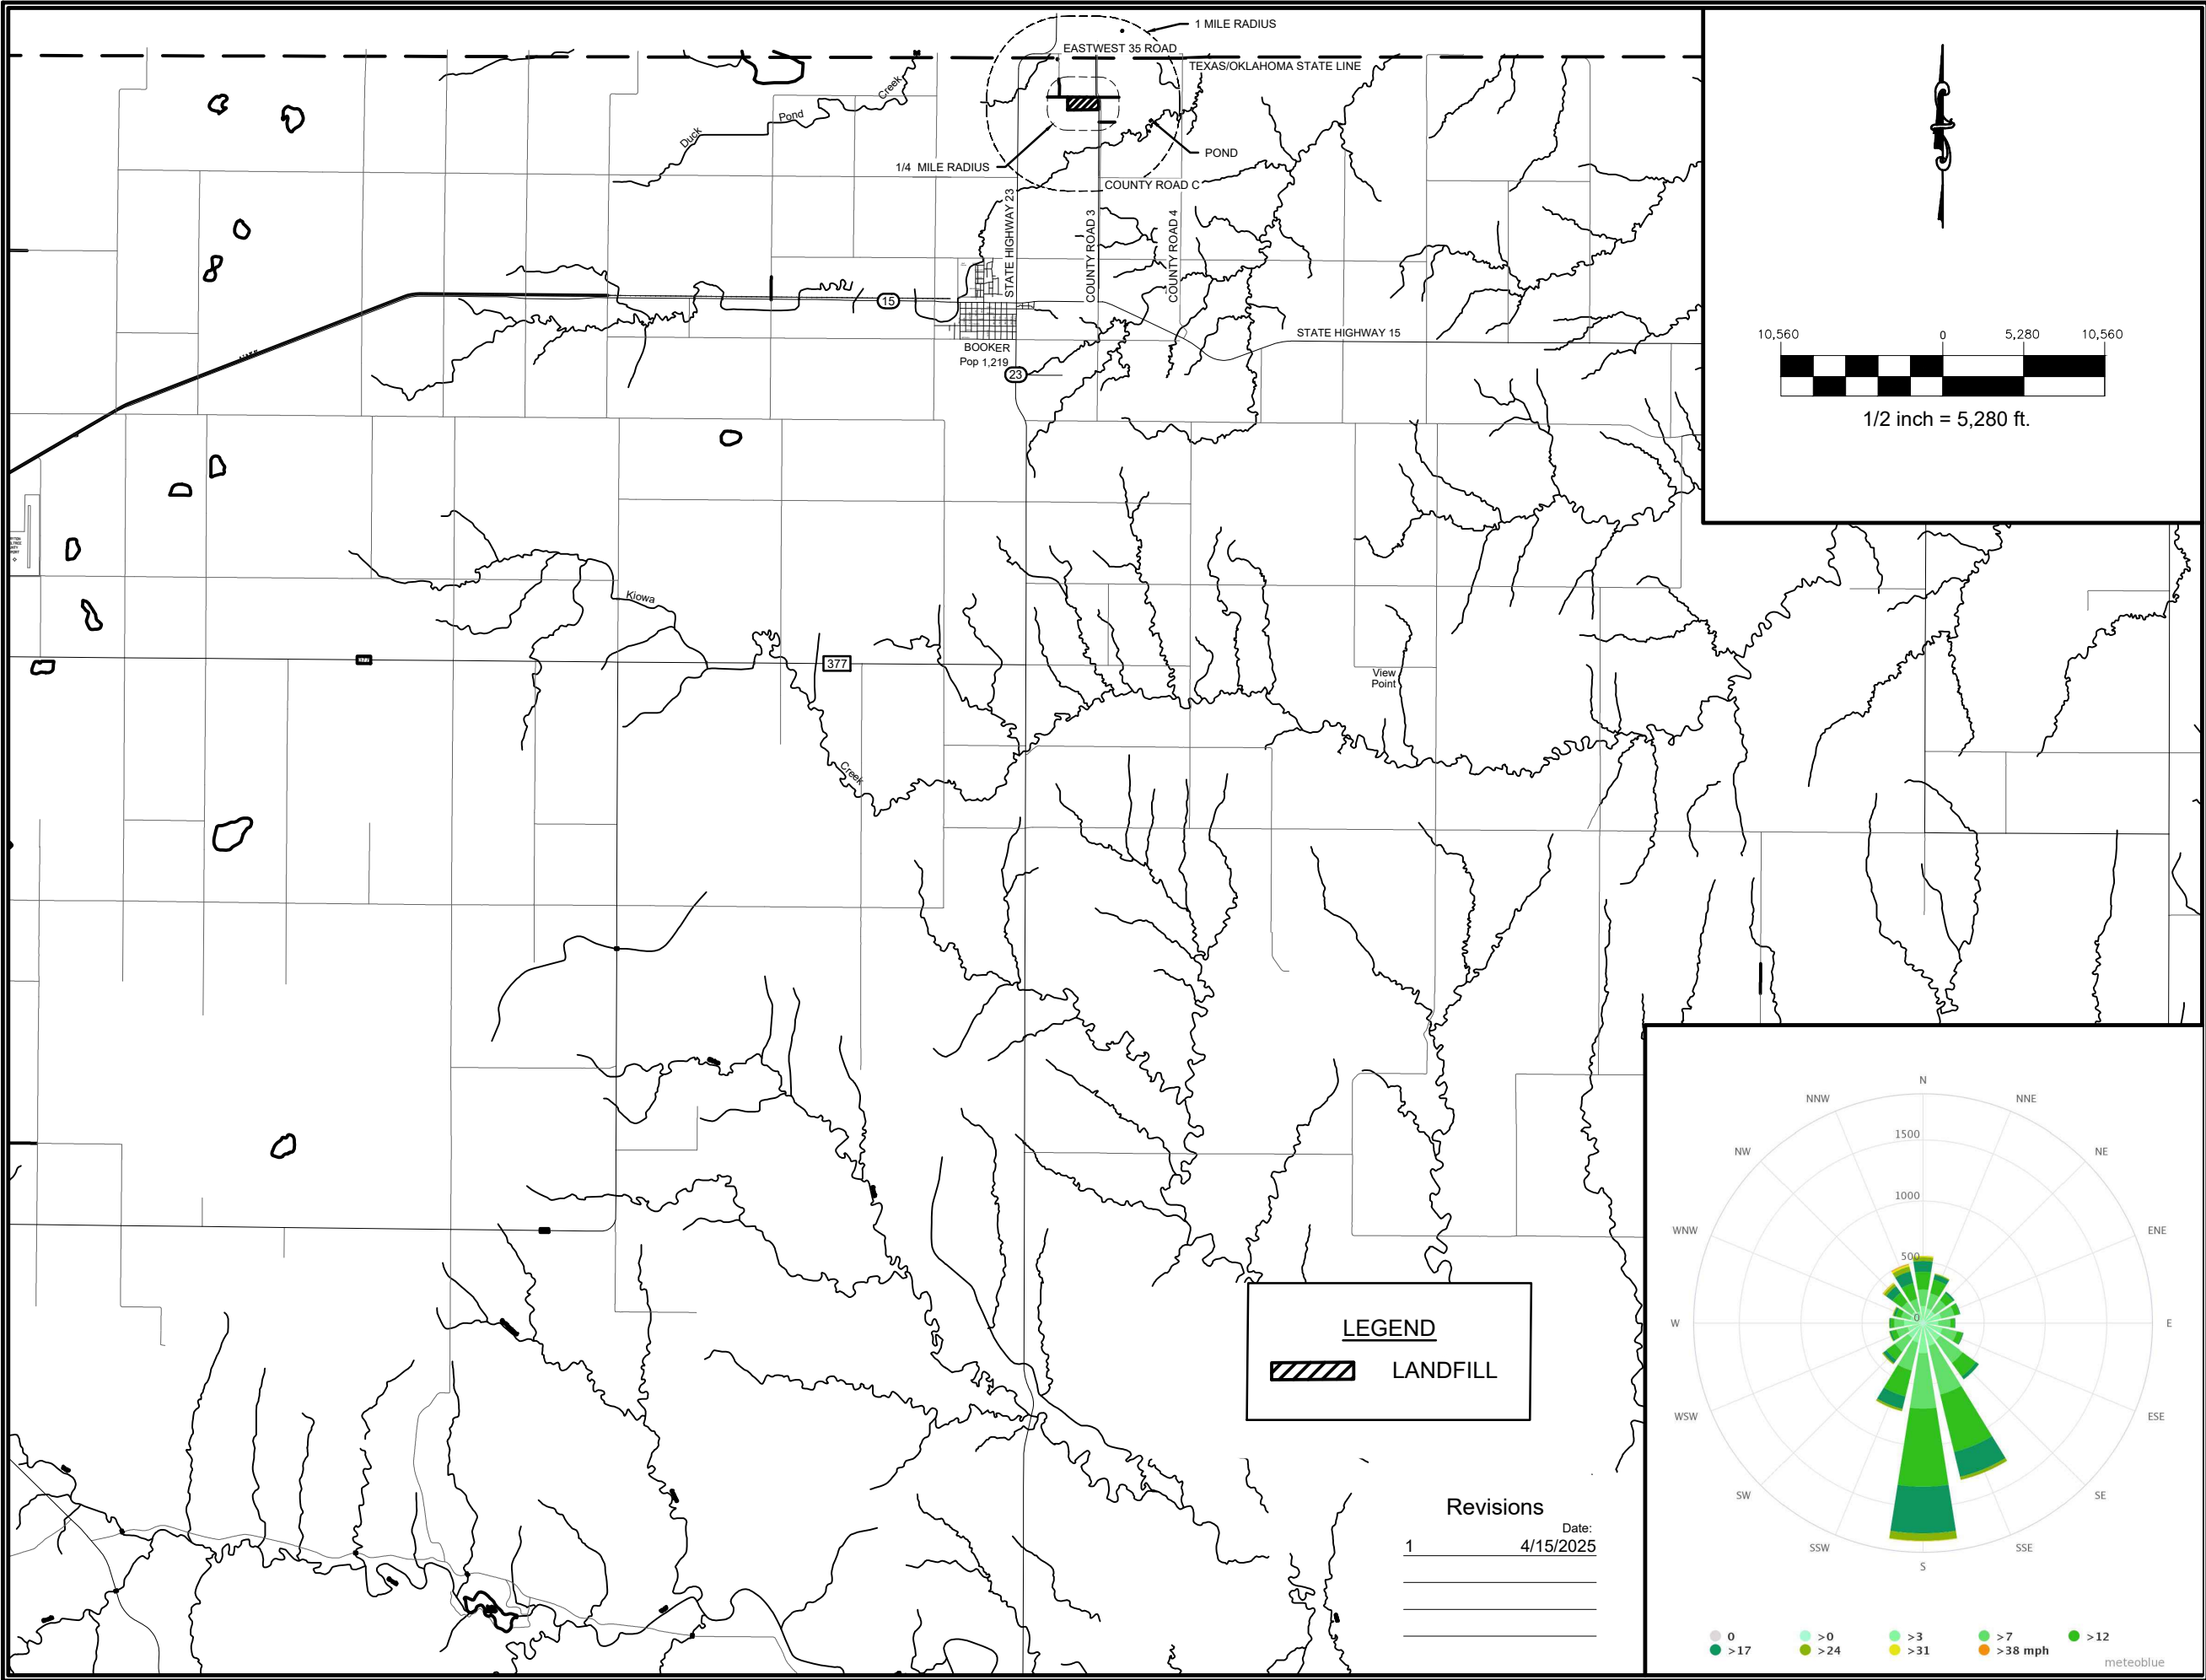 1 MILE RADIUS
EASTWEST 35 ROAD
TEXAS/OKLAHOMA STATE LINE
Duck
Pond
Creek
1/4 MILE RADIUS
POND
COUNTY ROAD C
STATE HIGHWAY 23
COUNTY ROAD 3
COUNTY ROAD 4
15
STATE HIGHWAY 15
BOOKER
Pop 1,219
23
10,560
0
5,280
10,560
1/2 inch = 5,280 ft.
Kiowa
377
377
View
Point
Creek
LEGEND
LANDFILL
Revisions
Date:
1 4/15/2025
N
NNW
NNE
NW
NE
WNW
ENE
W
E
WSW
ESE
SW
SE
SSW
SSE
S
1500
1000
500
0
0 >0 >3 >7 >12
>17 >24 >31 >38 mph
meteoblue